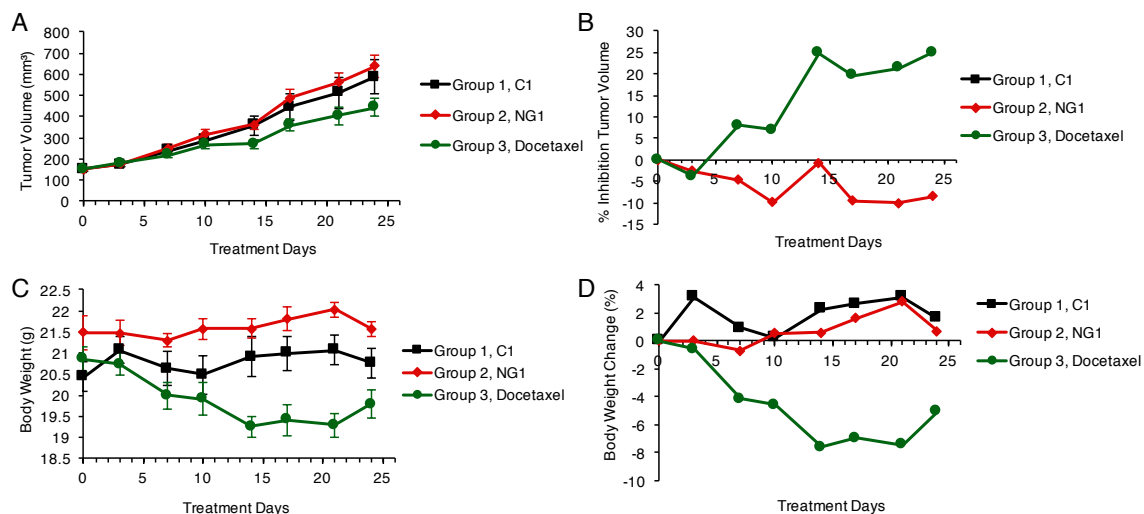 A
Tumor Volume (mm³)
800
700
600
500
400
300
200
100
0
0 5 10 15 20 25
Treatment Days
Group 1, C1
Group 2, NG1
Group 3, Docetaxel
B
% Inhibition Tumor Volume
30
25
20
15
10
5
0
-5
-10
-15
0 5 10 15 20 25
Treatment Days
Group 1, C1
Group 2, NG1
Group 3, Docetaxel
C
Body Weight (g)
22.5
22
21.5
21
20.5
20
19.5
19
18.5
0 5 10 15 20 25
Treatment Days
Group 1, C1
Group 2, NG1
Group 3, Docetaxel
D
Body Weight Change (%)
4
2
0
-2
-4
-6
-8
-10
0 5 10 15 20 25
Treatment Days
Group 1, C1
Group 2, NG1
Group 3, Docetaxel